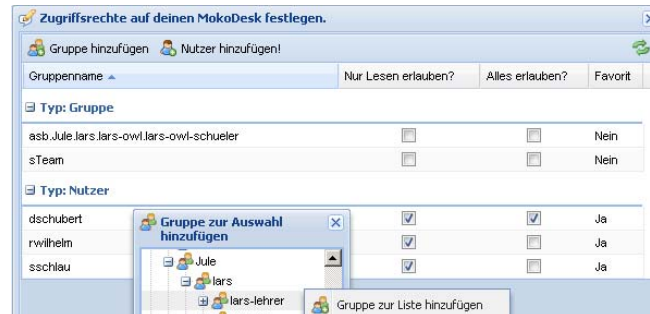 Zugriffsrechte auf deinen MokoDesk festlegen.
Gruppe hinzufügen Nutzer hinzufügen!
Gruppenname Nur Lesen erlauben? Alles erlauben? Favorit
Typ: Gruppe
asb.Jule.lars.lars-owl.lars-owl-schueler Nein
sTeam Nein
Typ: Nutzer
dschubert Ja
rwilhelm Ja
sschlau Ja
Gruppe zur Auswahl
hinzufügen
Jule
lars
lars-lehrer
Gruppe zur Liste hinzufügen